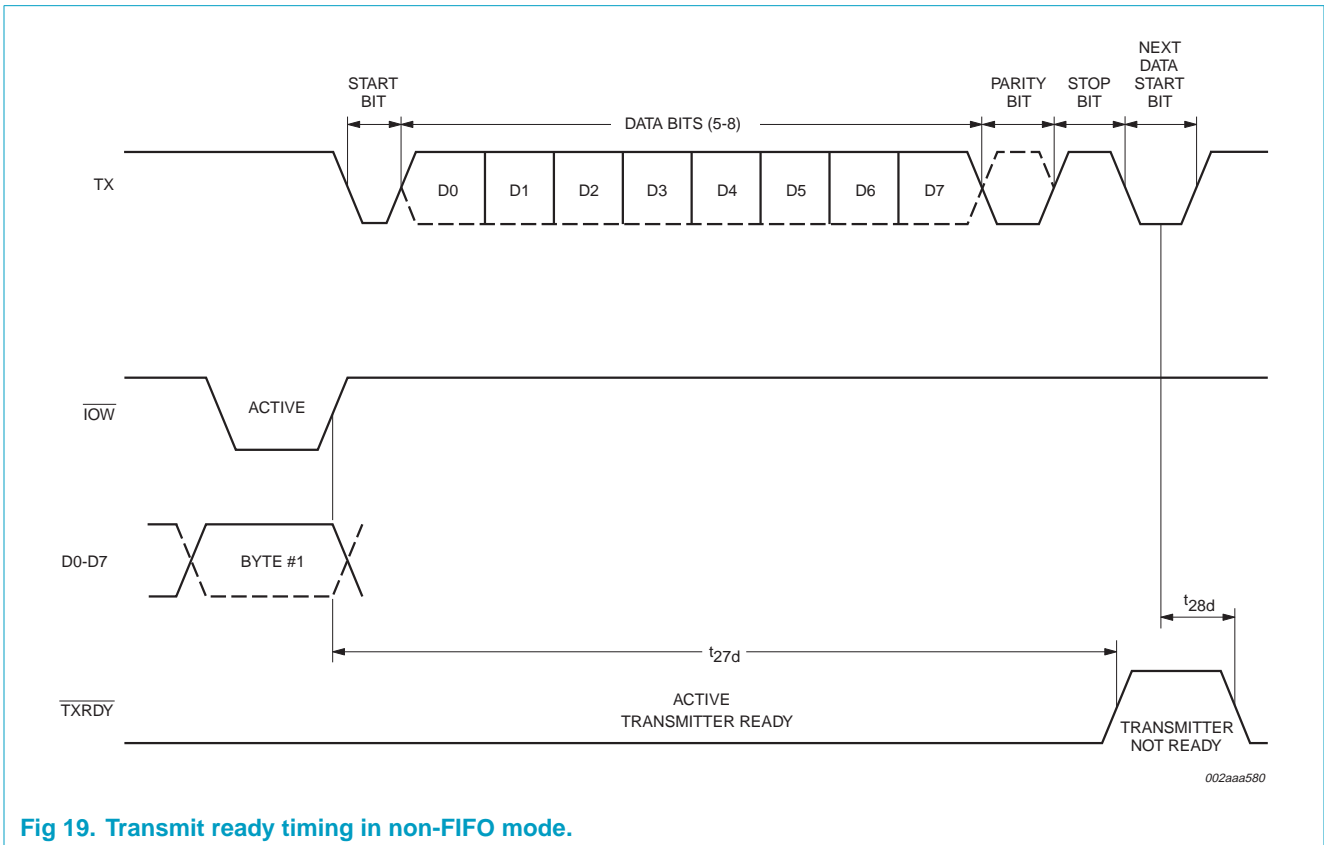 START
BIT
DATA BITS (5-8)
PARITY
BIT
STOP
BIT
NEXT
DATA
START
BIT
TX
D0
D1
D2
D3
D4
D5
D6
D7
IOW
ACTIVE
D0-D7
BYTE #1
t28d
t27d
TXRDY
ACTIVE
TRANSMITTER READY
TRANSMITTER
NOT READY
002aaa580
Fig 19. Transmit ready timing in non-FIFO mode.